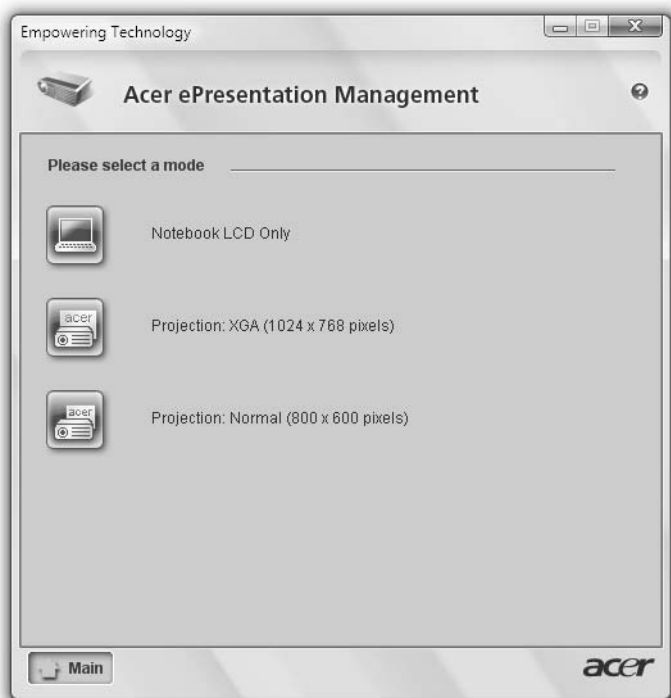 Empowering Technology
Acer ePresentation Management
?
Please select a mode
Notebook LCD Only
acer
Projection: XGA (1024 x 768 pixels)
acer
Projection: Normal (800 x 600 pixels)
Main
acer